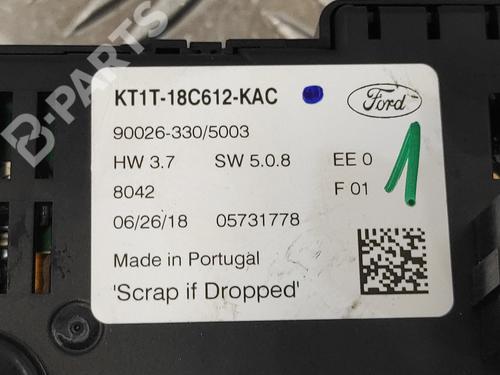 B-PARTS
KT1T-18C612-KAC
Ford
90026-330/5003
HW 3.7 SW 5.0.8 EE 0
8042 F 01
1
06/26/18 05731778
Made in Portugal
'Scrap if Dropped'